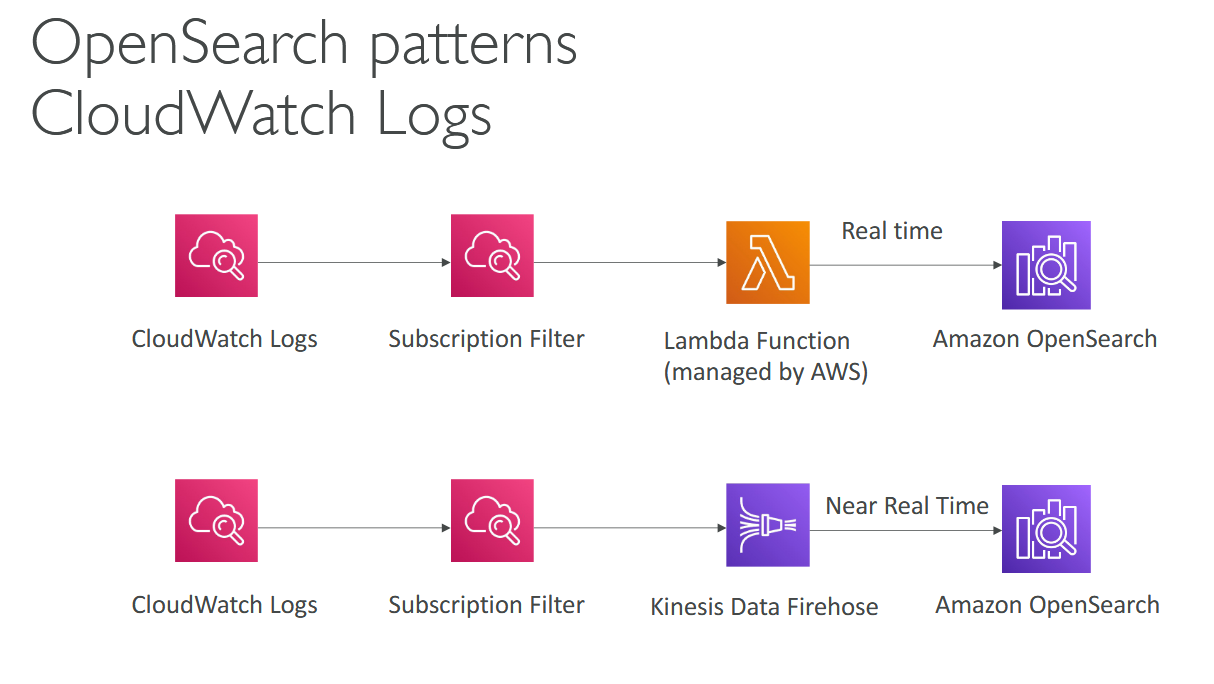 OpenSearch patterns
CloudWatch Logs
Real time
CloudWatch Logs
Subscription Filter
Lambda Function
(managed by AWS)
Amazon OpenSearch
Near Real Time
CloudWatch Logs
Subscription Filter
Kinesis Data Firehose
Amazon OpenSearch